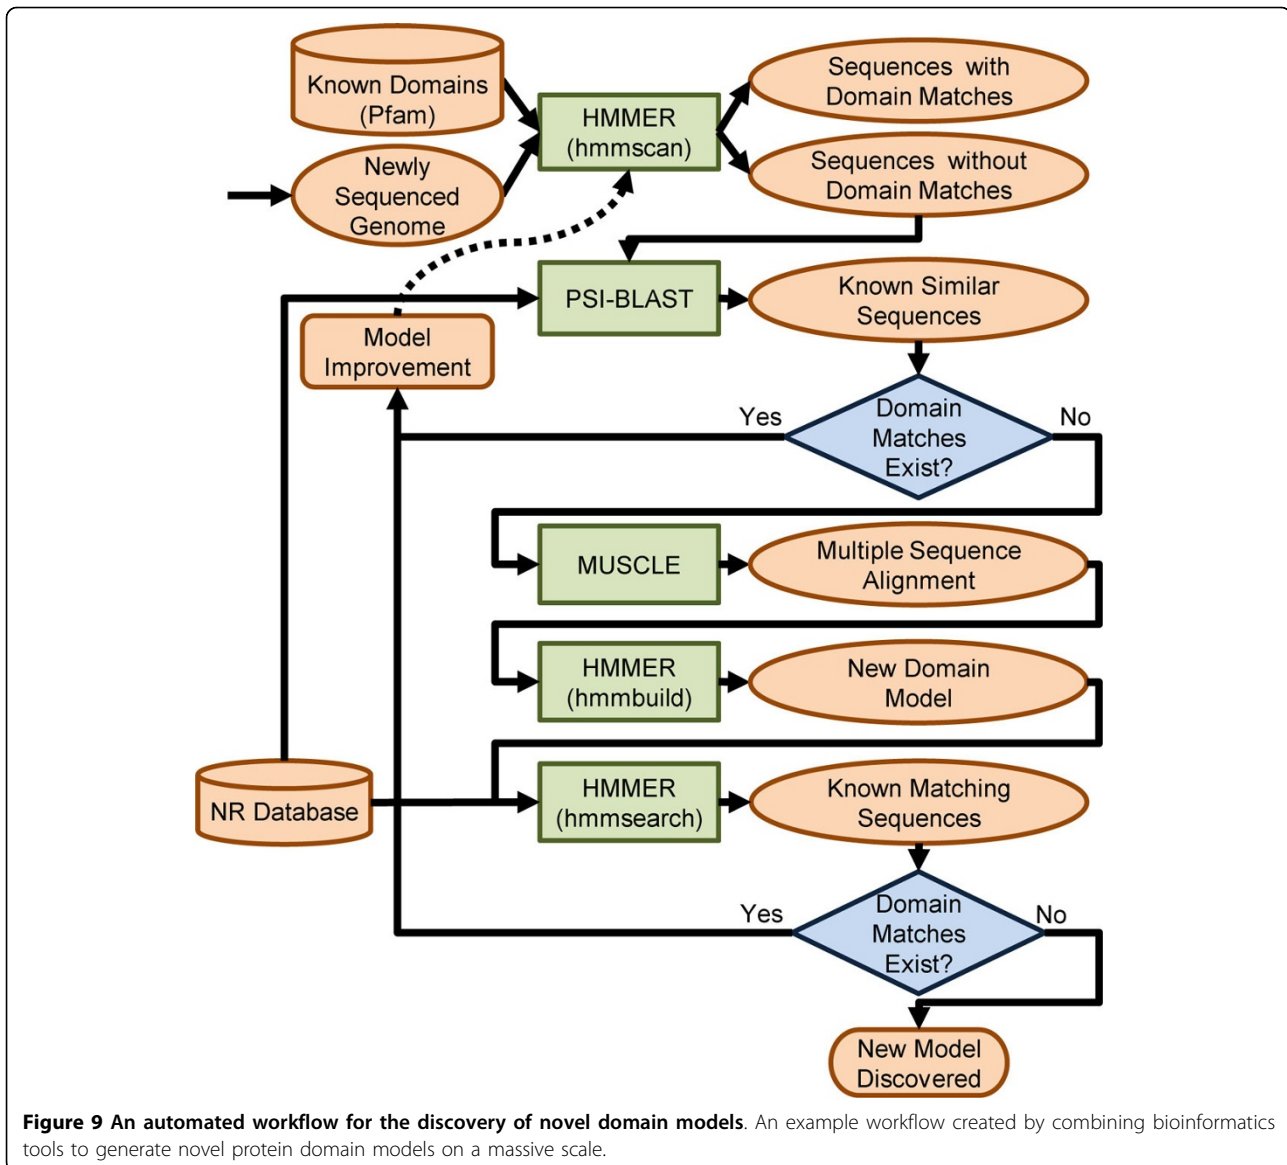 Known Domains
(Pfam)
HMMER
(hmmscan)
Sequences with
Domain Matches
Newly
Sequenced
Genome
Sequences without
Domain Matches
PSI-BLAST
Known Similar
Sequences
Model
Improvement
Yes
Domain
Matches
Exist?
No
MUSCLE
Multiple Sequence
Alignment
HMMER
(hmmbuild)
New Domain
Model
NR Database
HMMER
(hmmsearch)
Known Matching
Sequences
Yes
Domain
Matches
Exist?
No
New Model
Discovered
Figure 9 An automated workflow for the discovery of novel domain models. An example workflow created by combining bioinformatics
tools to generate novel protein domain models on a massive scale.